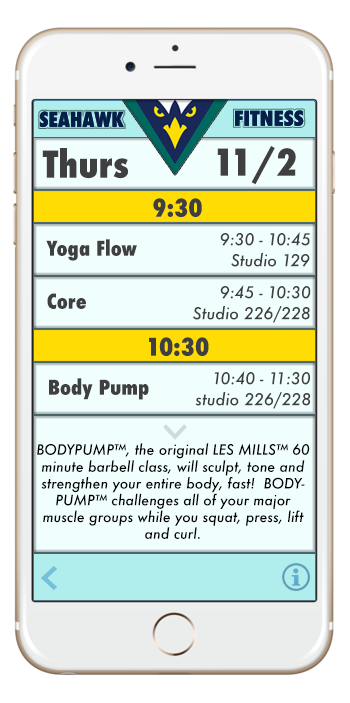 SEAHAWK FITNESS
Thurs 11/2
9:30
Yoga Flow 9:30 - 10:45
Studio 129
Core 9:45 - 10:30
Studio 226/228
10:30
Body Pump 10:40 - 11:30
studio 226/228
BODYPUMP™, the original LES MILLS™ 60
minute barbell class, will sculpt, tone and
strengthen your entire body, fast! BODY-
PUMP™ challenges all of your major
muscle groups while you squat, press, lift
and curl.